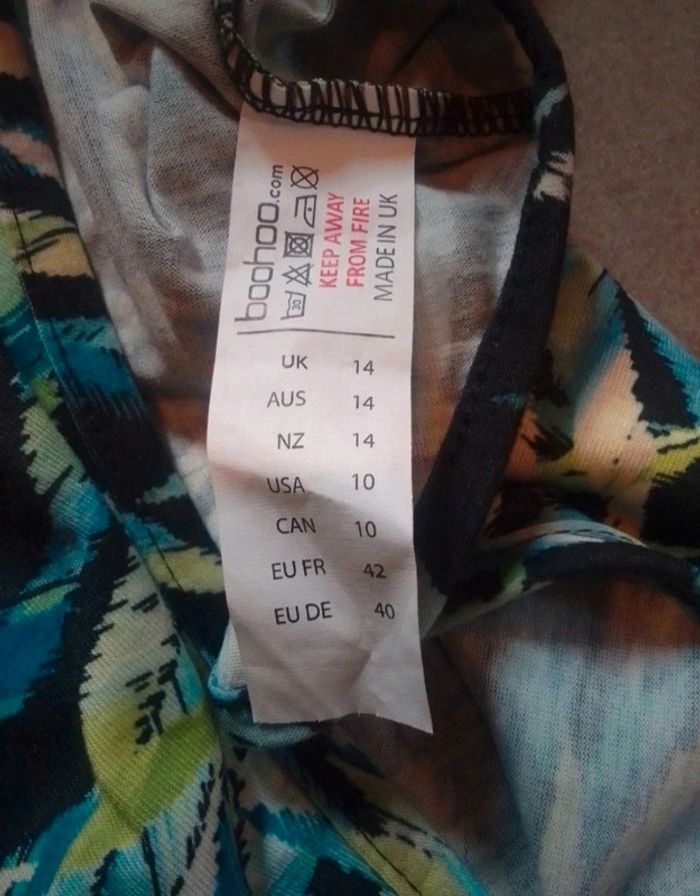 boohoo.com
30
KEEP AWAY
FROM FIRE
MADE IN UK
UK 14
AUS 14
NZ 14
USA 10
CAN 10
EU FR 42
EU DE 40